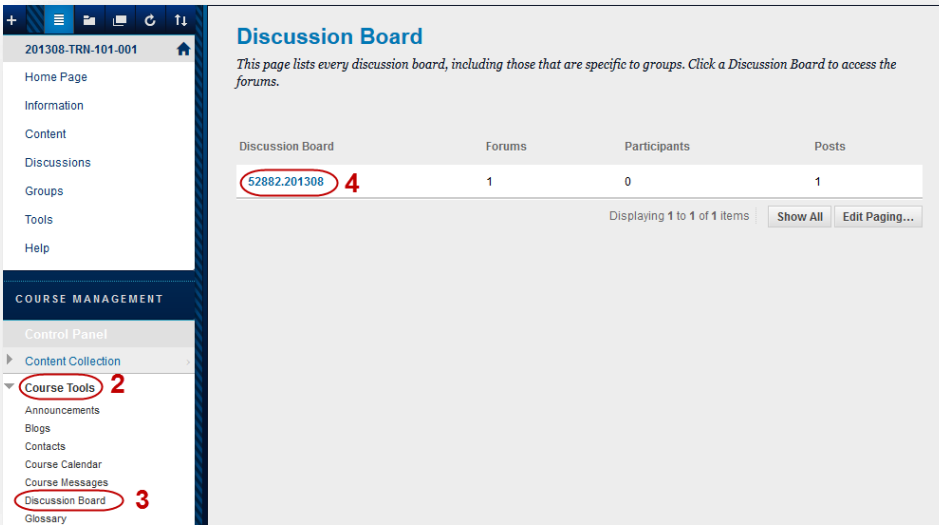 201308-TRN-101-001
Home Page
Information
Content
Discussions
Groups
Tools
Help
COURSE MANAGEMENT
Control Panel
Content Collection
Course Tools 2
Announcements
Blogs
Contacts
Course Calendar
Course Messages
Discussion Board 3
Glossary
Discussion Board
This page lists every discussion board, including those that are specific to groups. Click a Discussion Board to access the
forums.
Discussion Board Forums Participants Posts
52882.201308 4 1 0 1
Displaying 1 to 1 of 1 items Show All Edit Paging...